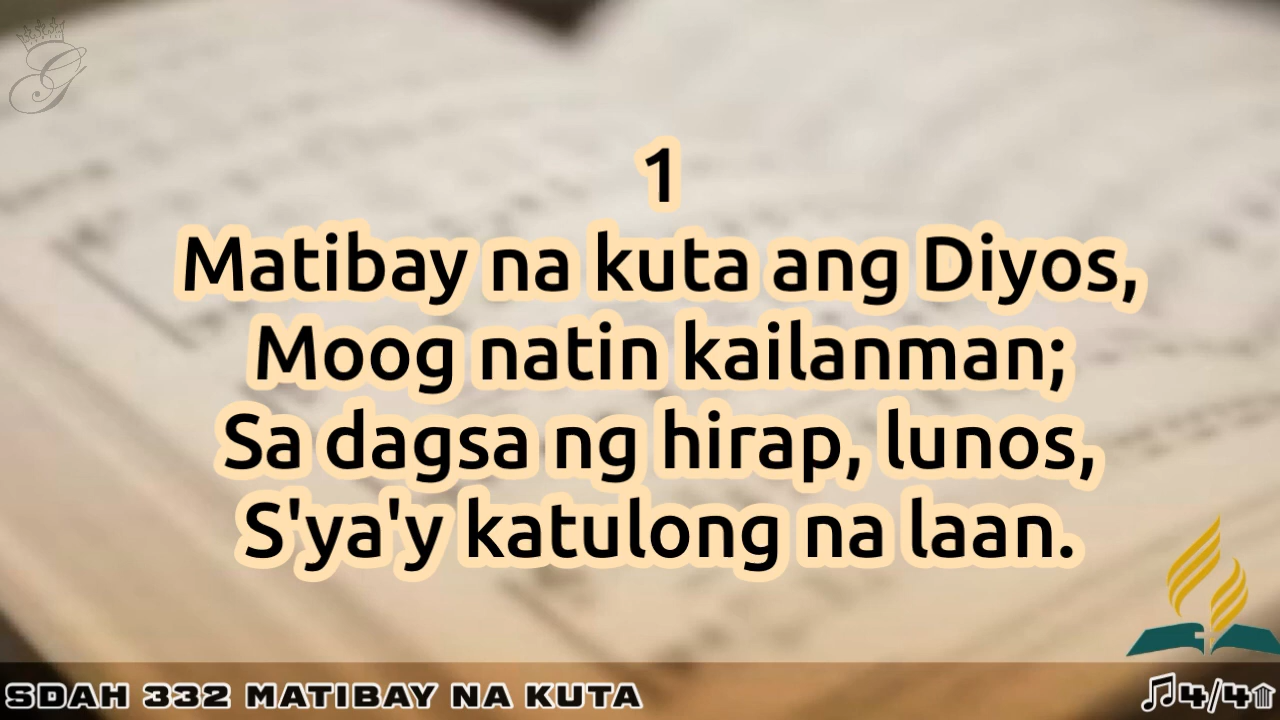 1
Matibay na kuta ang Diyos,
Moog natin kailanman;
Sa dagsa ng hirap, lunos,
S'ya'y katulong na laan.
SDAH 332 MATIBAY NA KUTA
4/4